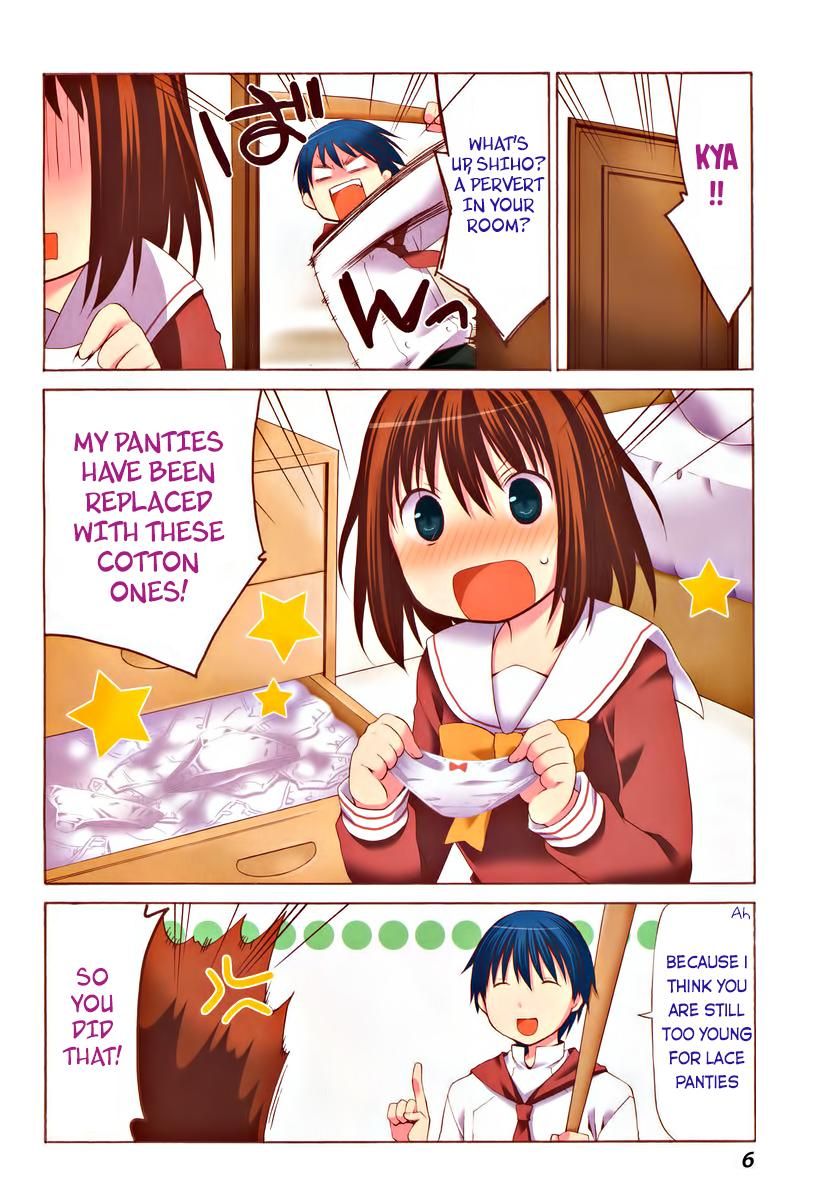 KYA
!!
WHAT'S
UP, SHIHO?
A PERVERT
IN YOUR
ROOM?
ばんっ
MY PANTIES
HAVE BEEN
REPLACED
WITH THESE
COTTON
ONES!
Ah
BECAUSE I
THINK YOU
ARE STILL
TOO YOUNG
FOR LACE
PANTIES
SO
YOU
DID
THAT!
6